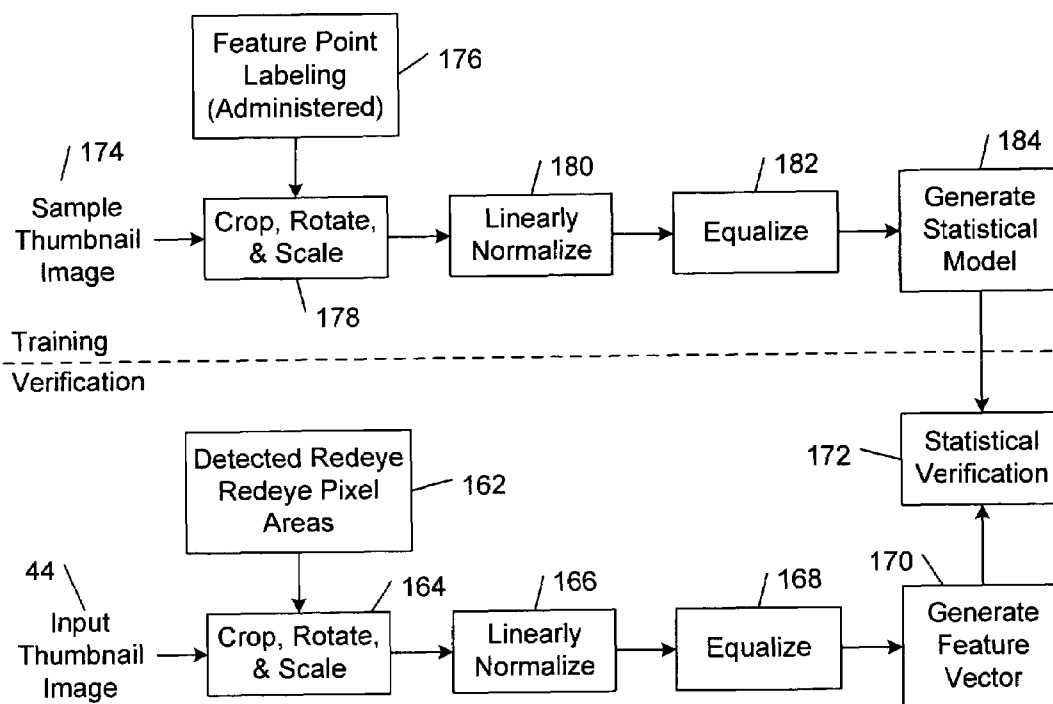 Feature Point
Labeling
(Administered)
176
174
Sample
Thumbnail
Image
Crop, Rotate,
& Scale
178
180
Linearly
Normalize
182
Equalize
184
Generate
Statistical
Model
Training
Verification
Detected Redeye
Redeye Pixel
Areas
162
172
Statistical
Verification
44
Input
Thumbnail
Image
164
Crop, Rotate,
& Scale
166
Linearly
Normalize
168
Equalize
170
Generate
Feature
Vector